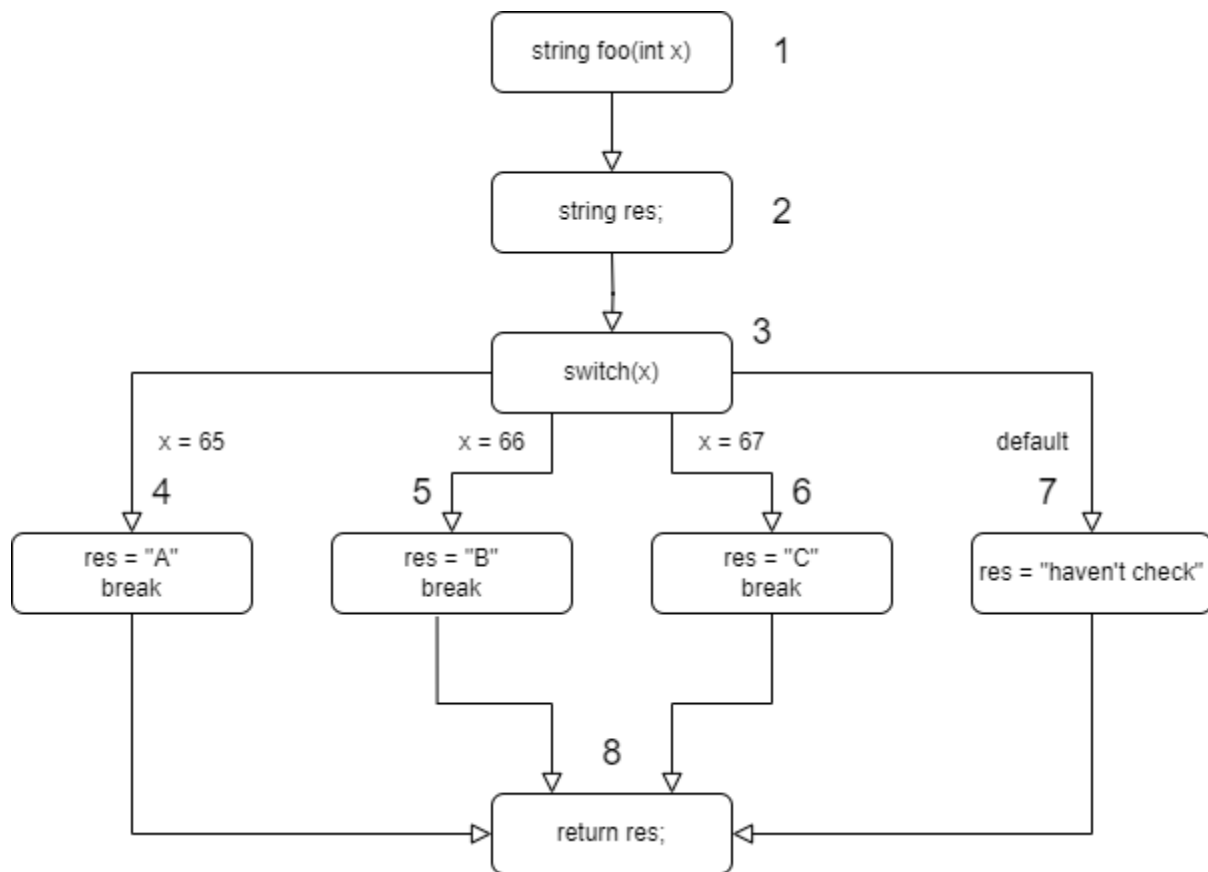 string foo(int x)
1
string res;
2
3
switch(x)
x = 65
x = 66
x = 67
default
4
5
6
7
res = "A"
break
res = "B"
break
res = "C"
break
res = "haven't check"
8
return res;